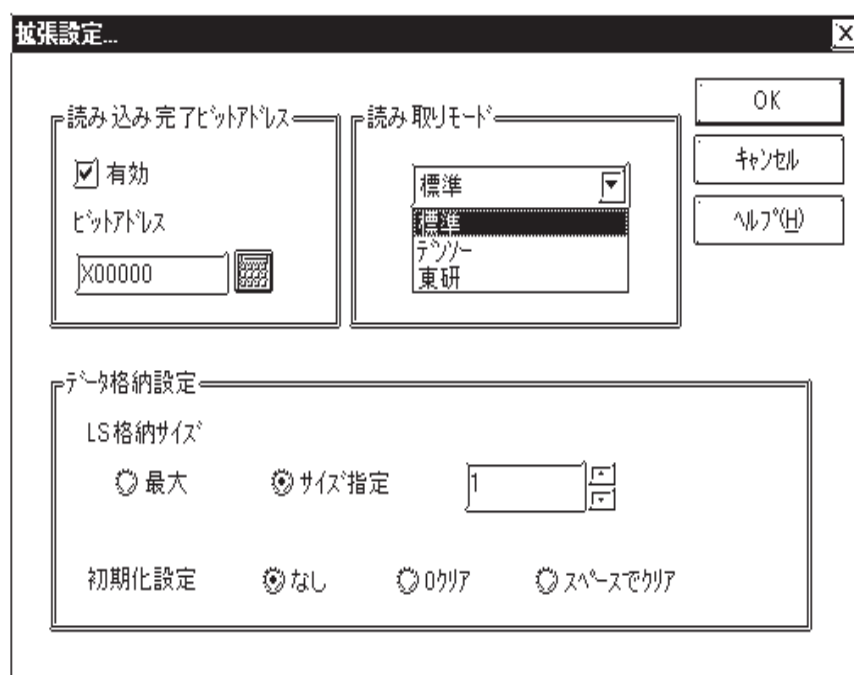 拡張設定...
読み込み完了ﾋﾞｯﾄｱﾄﾞﾚｽ
有効
ﾋﾞｯﾄｱﾄﾞﾚｽ
X00000
読み取りﾓｰﾄﾞ
標準
標準
ﾃﾞﾝｿｰ
東研
OK
ｷｬﾝｾﾙ
ﾍﾙﾌﾟ(H)
ﾃﾞｰﾀ格納設定
LS格納ｻｲｽﾞ
最大 ｻｲｽﾞ指定 1
初期化設定 なし 0ｸﾘｱ ｽﾍﾟｰｽでｸﾘｱ